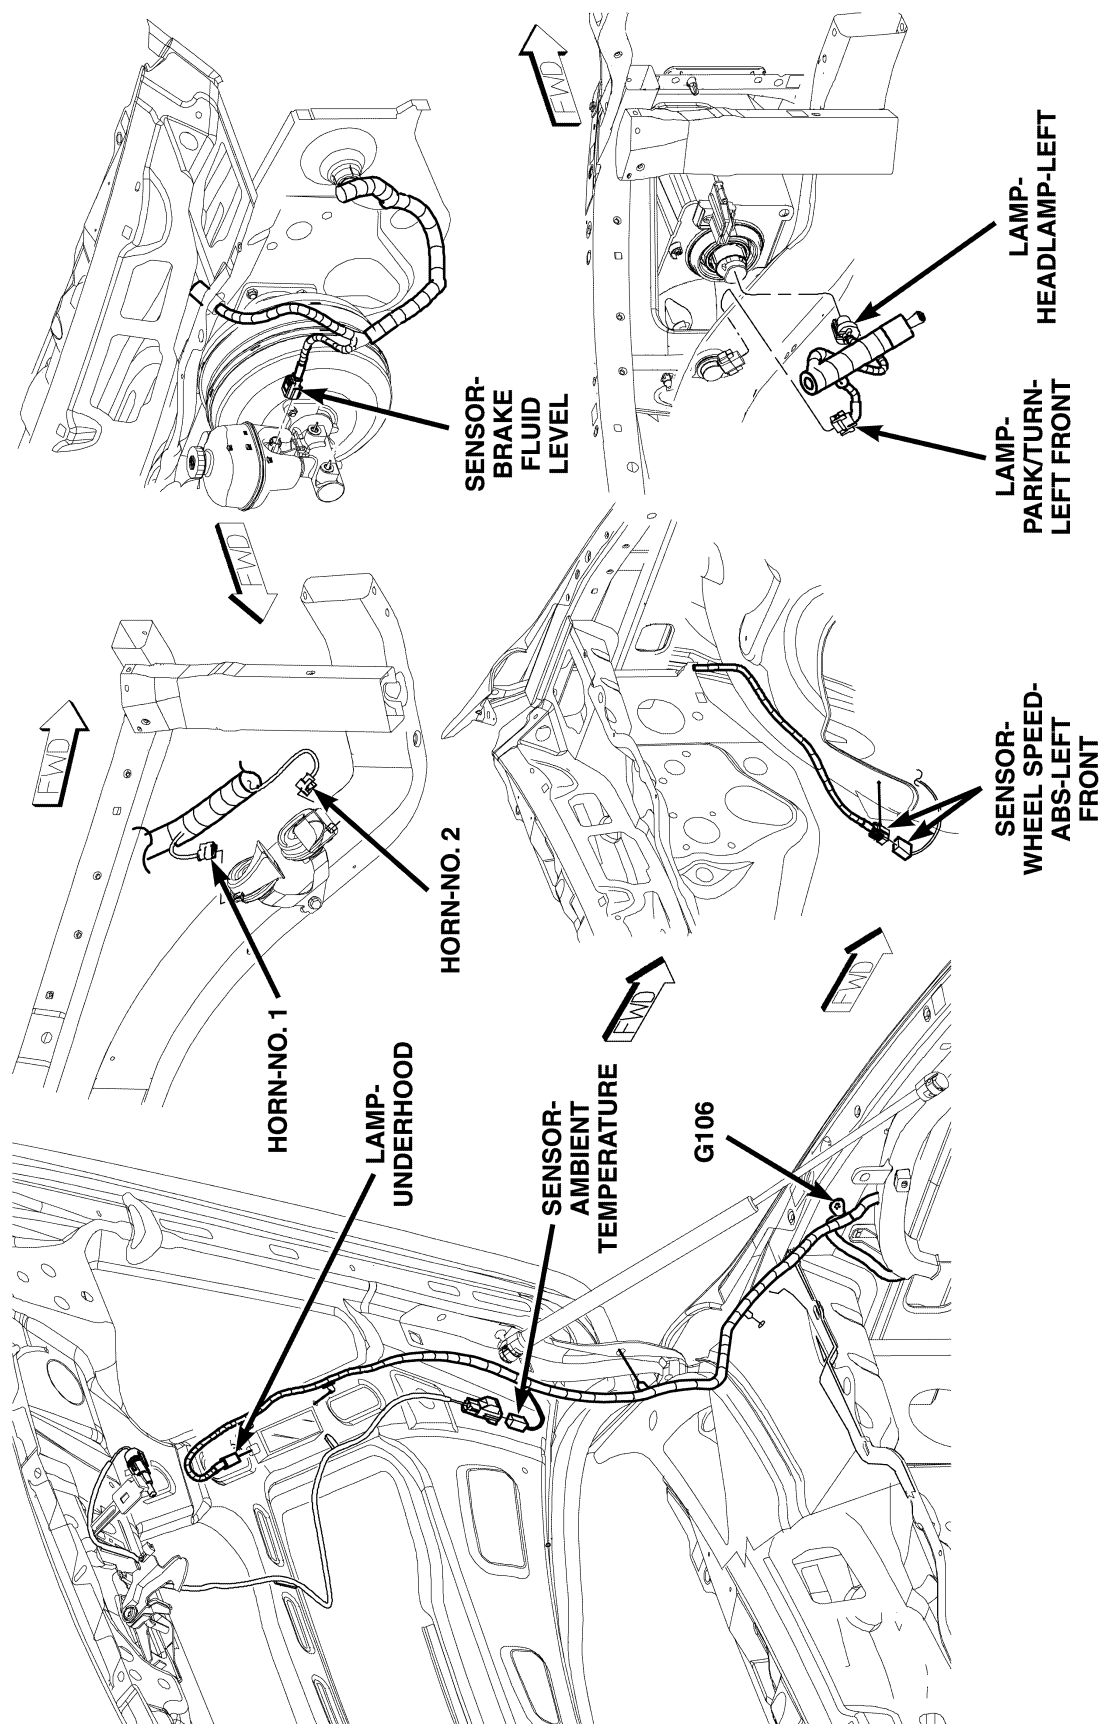 FWD
LAMP-
UNDERHOOD
SENSOR-
AMBIENT
TEMPERATURE
G106
FWD
FWD
HORN-NO. 1
HORN-NO. 2
FWD
SENSOR-
WHEEL SPEED-
ABS-LEFT
FRONT
FWD
SENSOR-
BRAKE
FLUID
LEVEL
FWD
LAMP-
PARK/TURN-
LEFT FRONT
LAMP-
HEADLAMP-LEFT